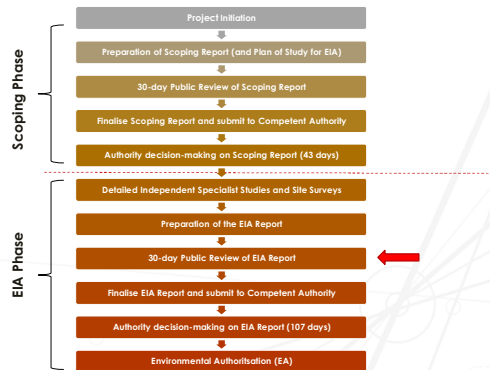 Scoping Phase
Project Initiation
Preparation of Scoping Report (and Plan of Study for EIA)
30-day Public Review of Scoping Report
Finalise Scoping Report and submit to Competent Authority
Authority decision-making on Scoping Report (43 days)
EIA Phase
Detailed Independent Specialist Studies and Site Surveys
Preparation of the EIA Report
30-day Public Review of EIA Report
Finalise EIA Report and submit to Competent Authority
Authority decision-making on EIA Report (107 days)
Environmental Authoritsation (EA)